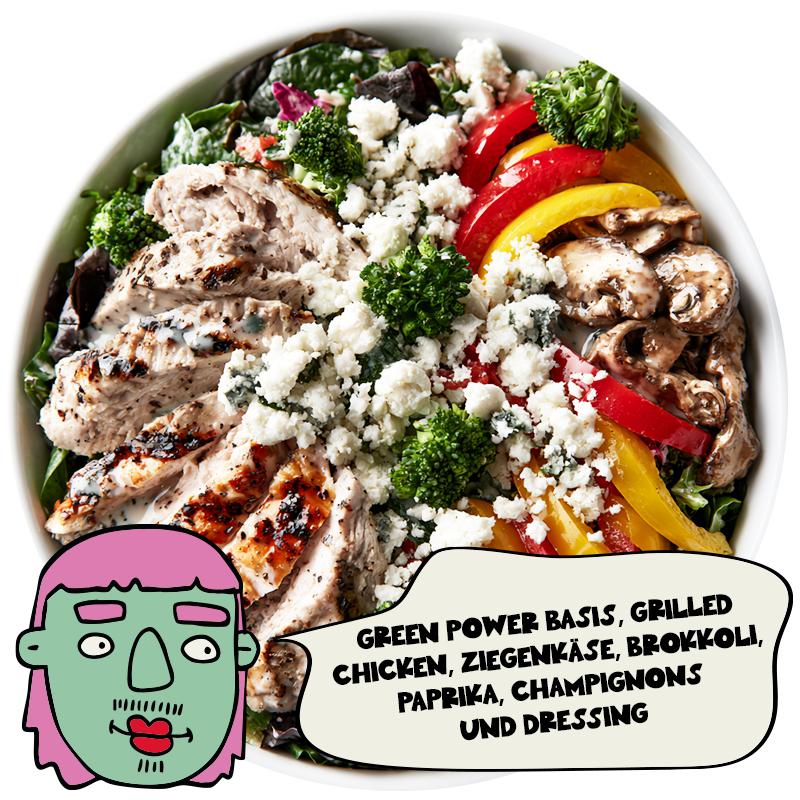 GREEN POWER BASIS, GRILLED
CHICKEN, ZIEGENKÄSE, BROKKOLI,
PAPRIKA, CHAMPIGNONS
UND DRESSING